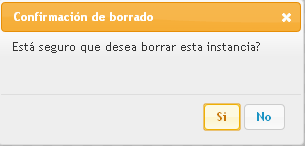 Confirmación de borrado
Está seguro que desea borrar esta instancia?
Si No